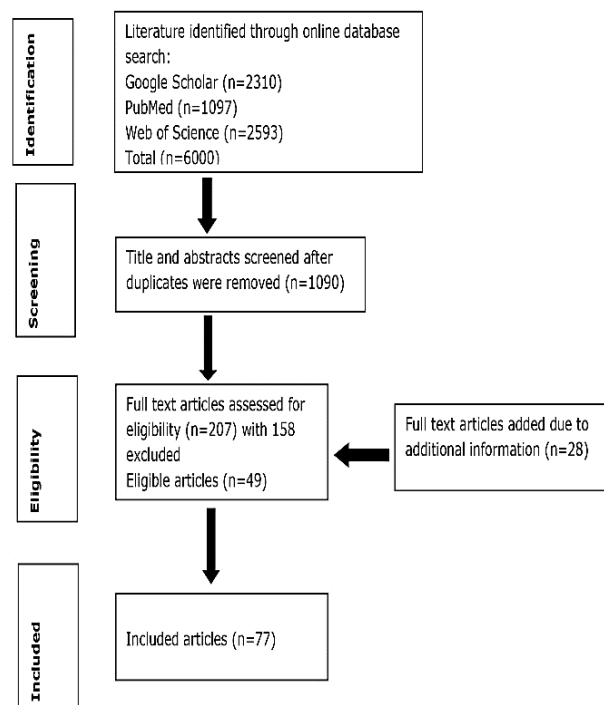 Identification
Literature identified through online database
search:
Google Scholar (n=2310)
PubMed (n=1097)
Web of Science (n=2593)
Total (n=6000)
Screening
Title and abstracts screened after
duplicates were removed (n=1090)
Eligibility
Full text articles assessed for
eligibility (n=207) with 158
excluded
Eligible articles (n=49)
Full text articles added due to
additional information (n=28)
Included
Included articles (n=77)